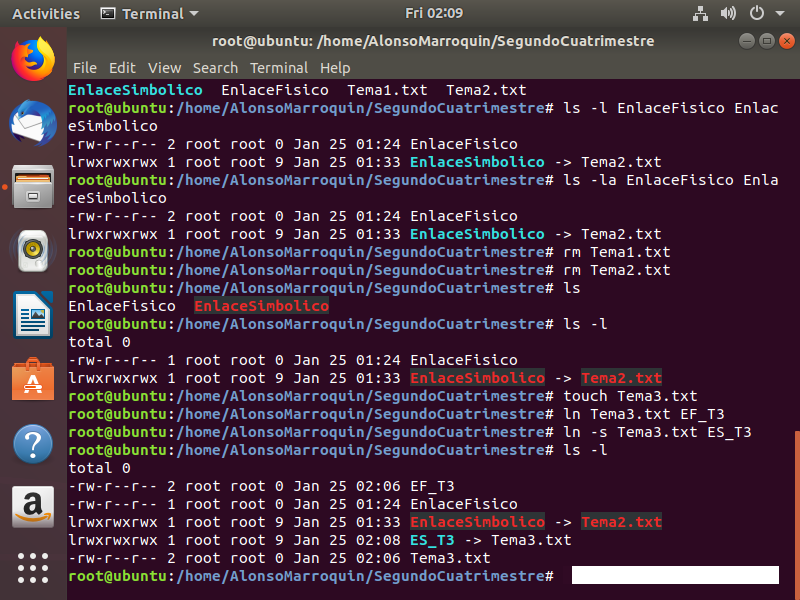 Activities Terminal Fri 02:09
root@ubuntu: /home/AlonsoMarroquin/SegundoCuatrimestre
File Edit View Search Terminal Help
EnlaceSimbolico EnlaceFisico Tema1.txt Tema2.txt
root@ubuntu:/home/AlonsoMarroquin/SegundoCuatrimestre# ls -l EnlaceFisico Enlac
eSimbolico
-rw-r--r-- 2 root root 0 Jan 25 01:24 EnlaceFisico
lrwxrwxrwx 1 root root 9 Jan 25 01:33 EnlaceSimbolico -> Tema2.txt
root@ubuntu:/home/AlonsoMarroquin/SegundoCuatrimestre# ls -la EnlaceFisico Enla
ceSimbolico
-rw-r--r-- 2 root root 0 Jan 25 01:24 EnlaceFisico
lrwxrwxrwx 1 root root 9 Jan 25 01:33 EnlaceSimbolico -> Tema2.txt
root@ubuntu:/home/AlonsoMarroquin/SegundoCuatrimestre# rm Tema1.txt
root@ubuntu:/home/AlonsoMarroquin/SegundoCuatrimestre# rm Tema2.txt
root@ubuntu:/home/AlonsoMarroquin/SegundoCuatrimestre# ls
EnlaceFisico EnlaceSimbolico
root@ubuntu:/home/AlonsoMarroquin/SegundoCuatrimestre# ls -l
total 0
-rw-r--r-- 1 root root 0 Jan 25 01:24 EnlaceFisico
lrwxrwxrwx 1 root root 9 Jan 25 01:33 EnlaceSimbolico -> Tema2.txt
root@ubuntu:/home/AlonsoMarroquin/SegundoCuatrimestre# touch Tema3.txt
root@ubuntu:/home/AlonsoMarroquin/SegundoCuatrimestre# ln Tema3.txt EF_T3
root@ubuntu:/home/AlonsoMarroquin/SegundoCuatrimestre# ln -s Tema3.txt ES_T3
root@ubuntu:/home/AlonsoMarroquin/SegundoCuatrimestre# ls -l
total 0
-rw-r--r-- 2 root root 0 Jan 25 02:06 EF_T3
-rw-r--r-- 1 root root 0 Jan 25 01:24 EnlaceFisico
lrwxrwxrwx 1 root root 9 Jan 25 01:33 EnlaceSimbolico -> Tema2.txt
lrwxrwxrwx 1 root root 9 Jan 25 02:08 ES_T3 -> Tema3.txt
-rw-r--r-- 2 root root 0 Jan 25 02:06 Tema3.txt
root@ubuntu:/home/AlonsoMarroquin/SegundoCuatrimestre#